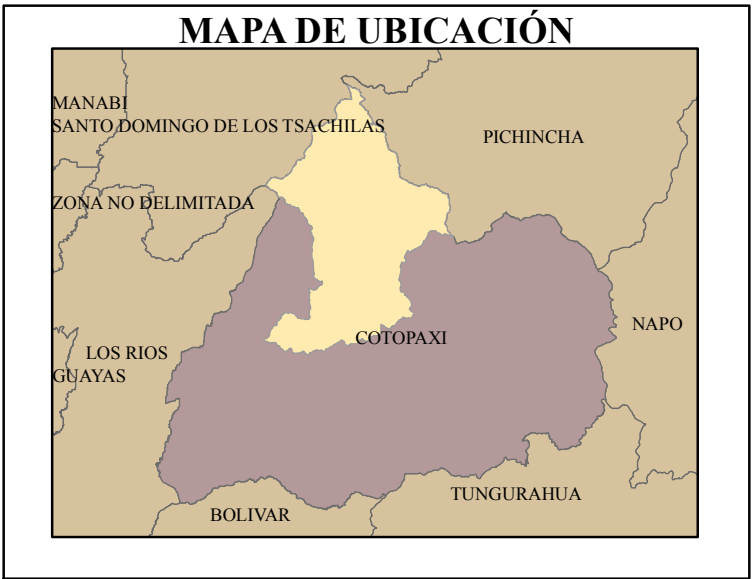 MAPA DE UBICACIÓN
MANABI
SANTO DOMINGO DE LOS TSACHILAS
PICHINCHA
ZONA NO DELIMITADA
NAPO
COTOPAXI
LOS RIOS
GUAYAS
TUNGURAHUA
BOLIVAR